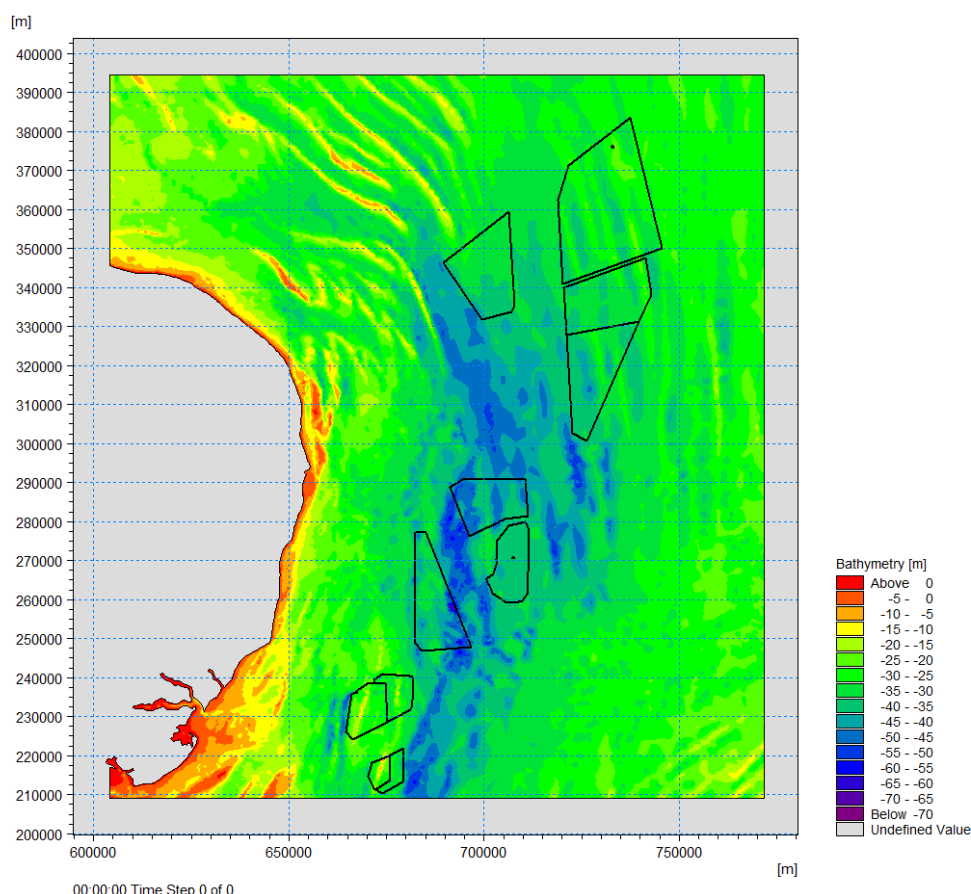 [m]
400000
390000
380000
370000
360000
350000
340000
330000
320000
310000
300000
290000
280000
270000
260000
250000
240000
230000
220000
210000
200000
600000 650000 700000 750000
[m]
00:00:00 Time Step 0 of 0
Bathymetry [m]
Above 0
-5 - 0
-10 - -5
-15 - -10
-20 - -15
-25 - -20
-30 - -25
-35 - -30
-40 - -35
-45 - -40
-50 - -45
-55 - -50
-60 - -55
-65 - -60
-70 - -65
Below -70
Undefined Value